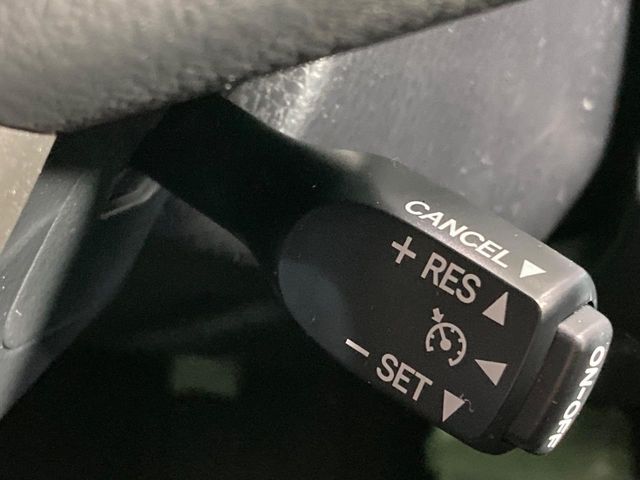 CANCEL ▼
+ RES ▲
◀
− SET ▼
ON-OFF